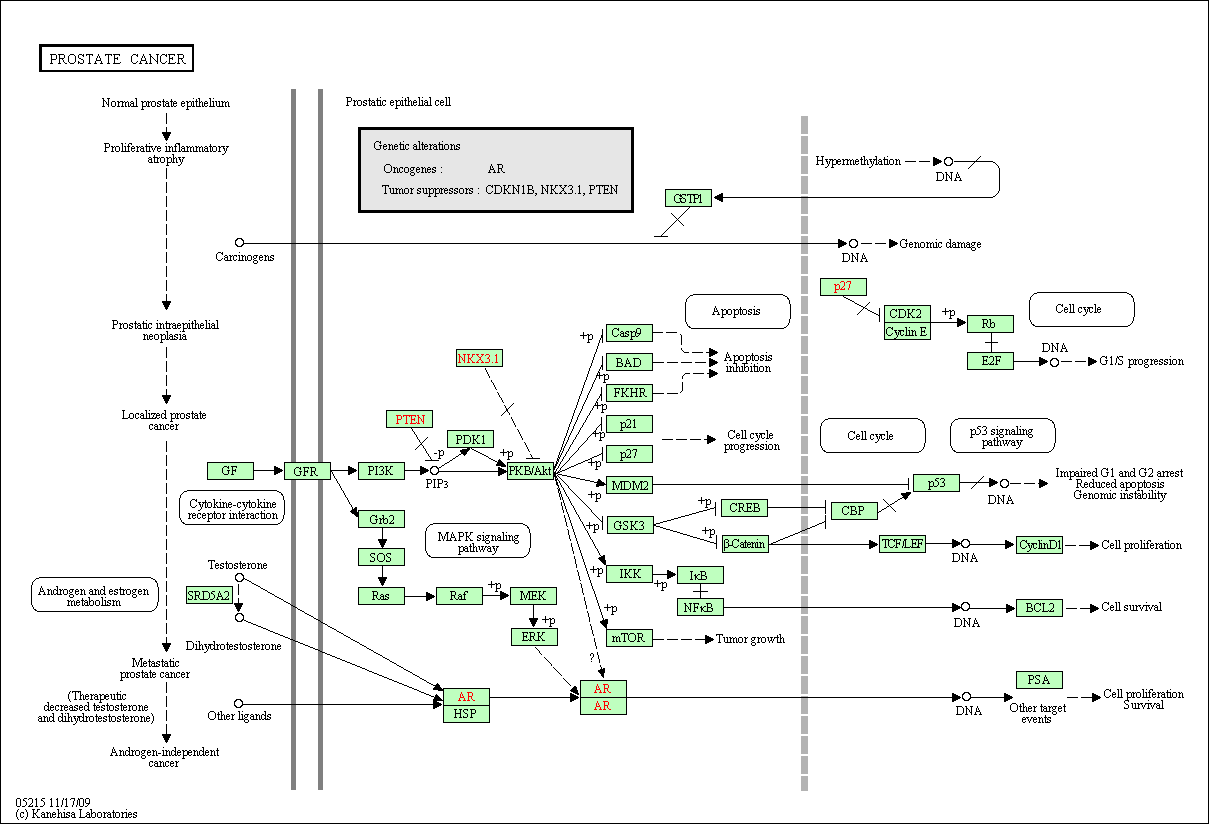 PROSTATE CANCER
Normal prostate epithelium
Proliferative inflammatory
atrophy
Prostatic intraepithelial
neoplasia
Localized prostate
cancer
Metastatic
prostate cancer
(Therapeutic
decreased testosterone
and dihydrotestosterone)
Androgen-independent
cancer
Prostatic epithelial cell
Genetic alterations
Oncogenes : AR
Tumor suppressors : CDKN1B, NKX3.1, PTEN
Hypermethylation
DNA
GSTP1
Carcinogens
DNA
Genomic damage
p27
CDK2
Cyclin E
+p
Rb
E2F
Cell cycle
DNA
G1/S progression
Apoptosis
NKX3.1
+p
Casp9
BAD
+p
FKHR
+p
p21
+p
p27
+p
MDM2
+p
GSK3
+p
IKK
+p
mTOR
+p
Apoptosis
inhibition
Cell cycle
progression
Cell cycle
p53 signaling
pathway
PTEN
PDK1
-p
+p
GF
GFR
PI3K
PIP3
PKB/Akt
p53
DNA
Impaired G1 and G2 arrest
Reduced apoptosis
Genomic instability
Cytokine-cytokine
receptor interaction
Grb2
SOS
Ras
Raf
+p
MEK
+p
ERK
MAPK signaling
pathway
+p
CREB
+p
β-Catenin
CBP
TCF/LEF
DNA
CyclinD1
Cell proliferation
+p
IκB
NFκB
DNA
BCL2
Cell survival
Tumor growth
Androgen and estrogen
metabolism
Testosterone
SRD5A2
Dihydrotestosterone
Other ligands
AR
HSP
?
AR
AR
DNA
PSA
Other target
events
Cell proliferation
Survival
05215 11/17/09
(c) Kanehisa Laboratories